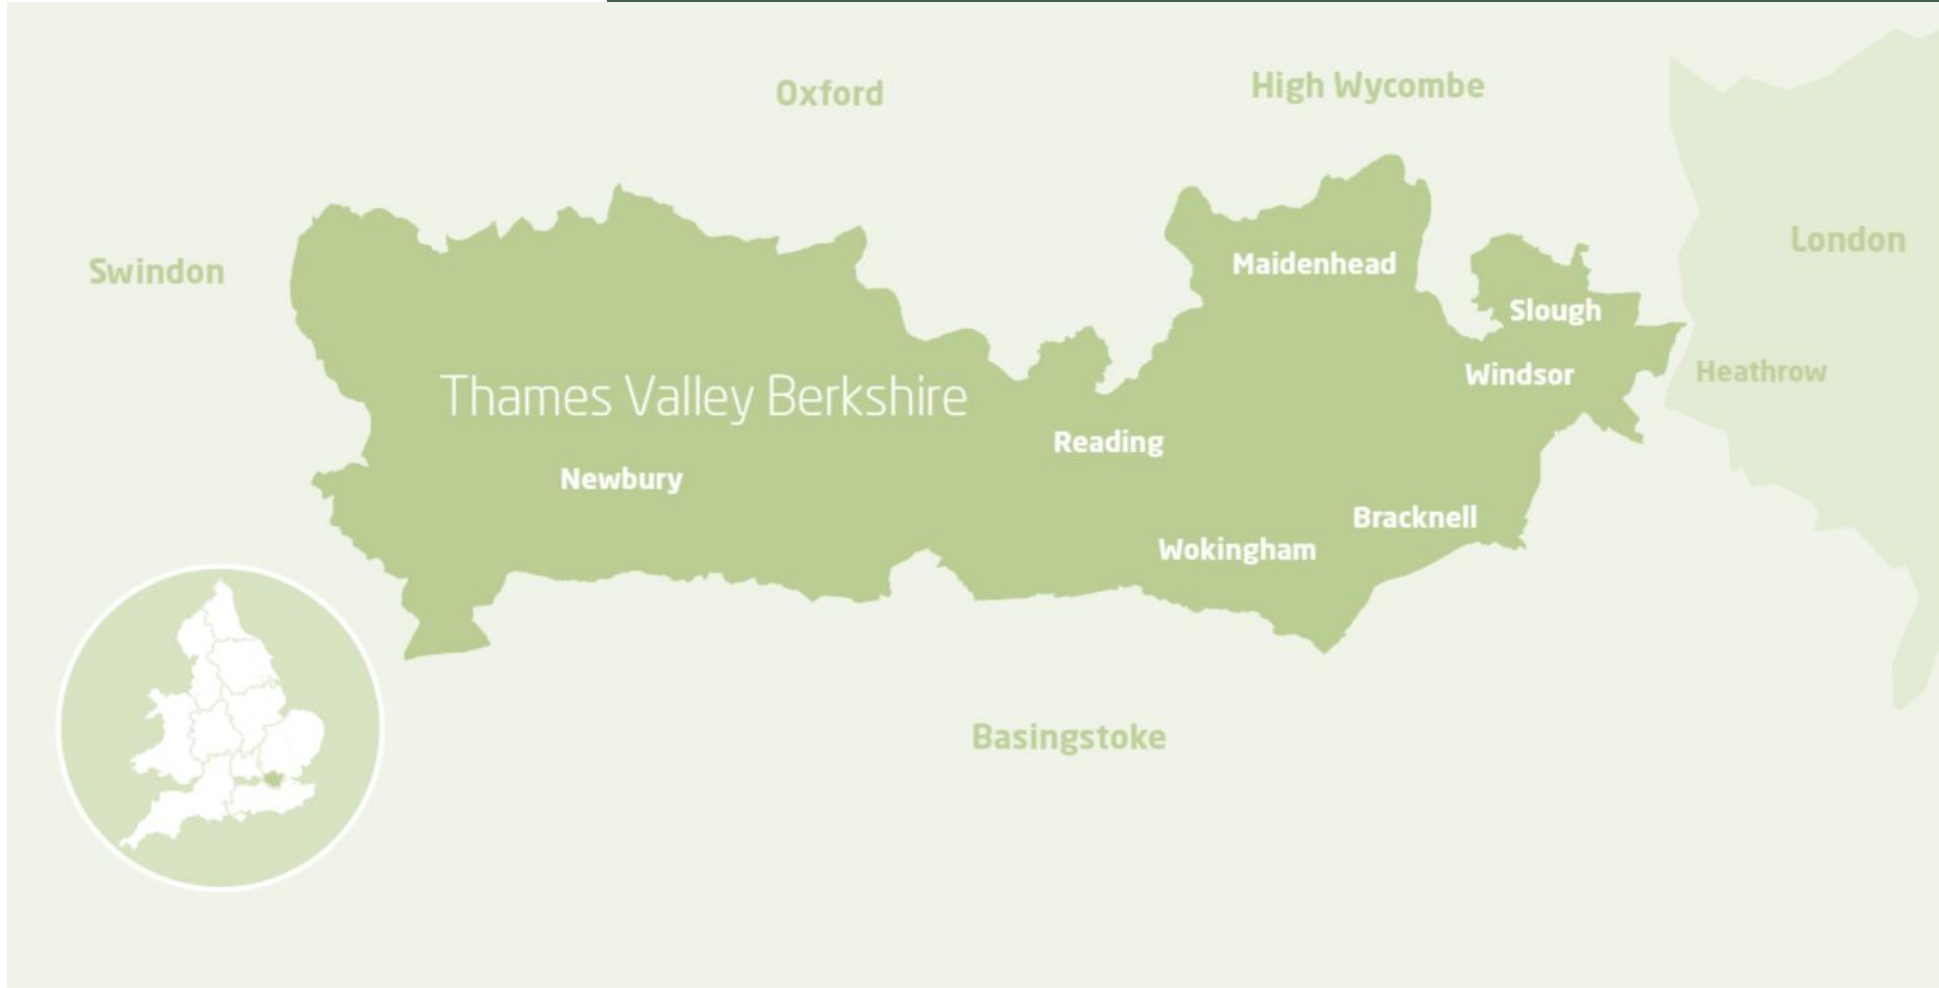 Oxford
High Wycombe
Swindon
London
Maidenhead
Slough
Windsor
Heathrow
Thames Valley Berkshire
Reading
Newbury
Bracknell
Wokingham
Basingstoke